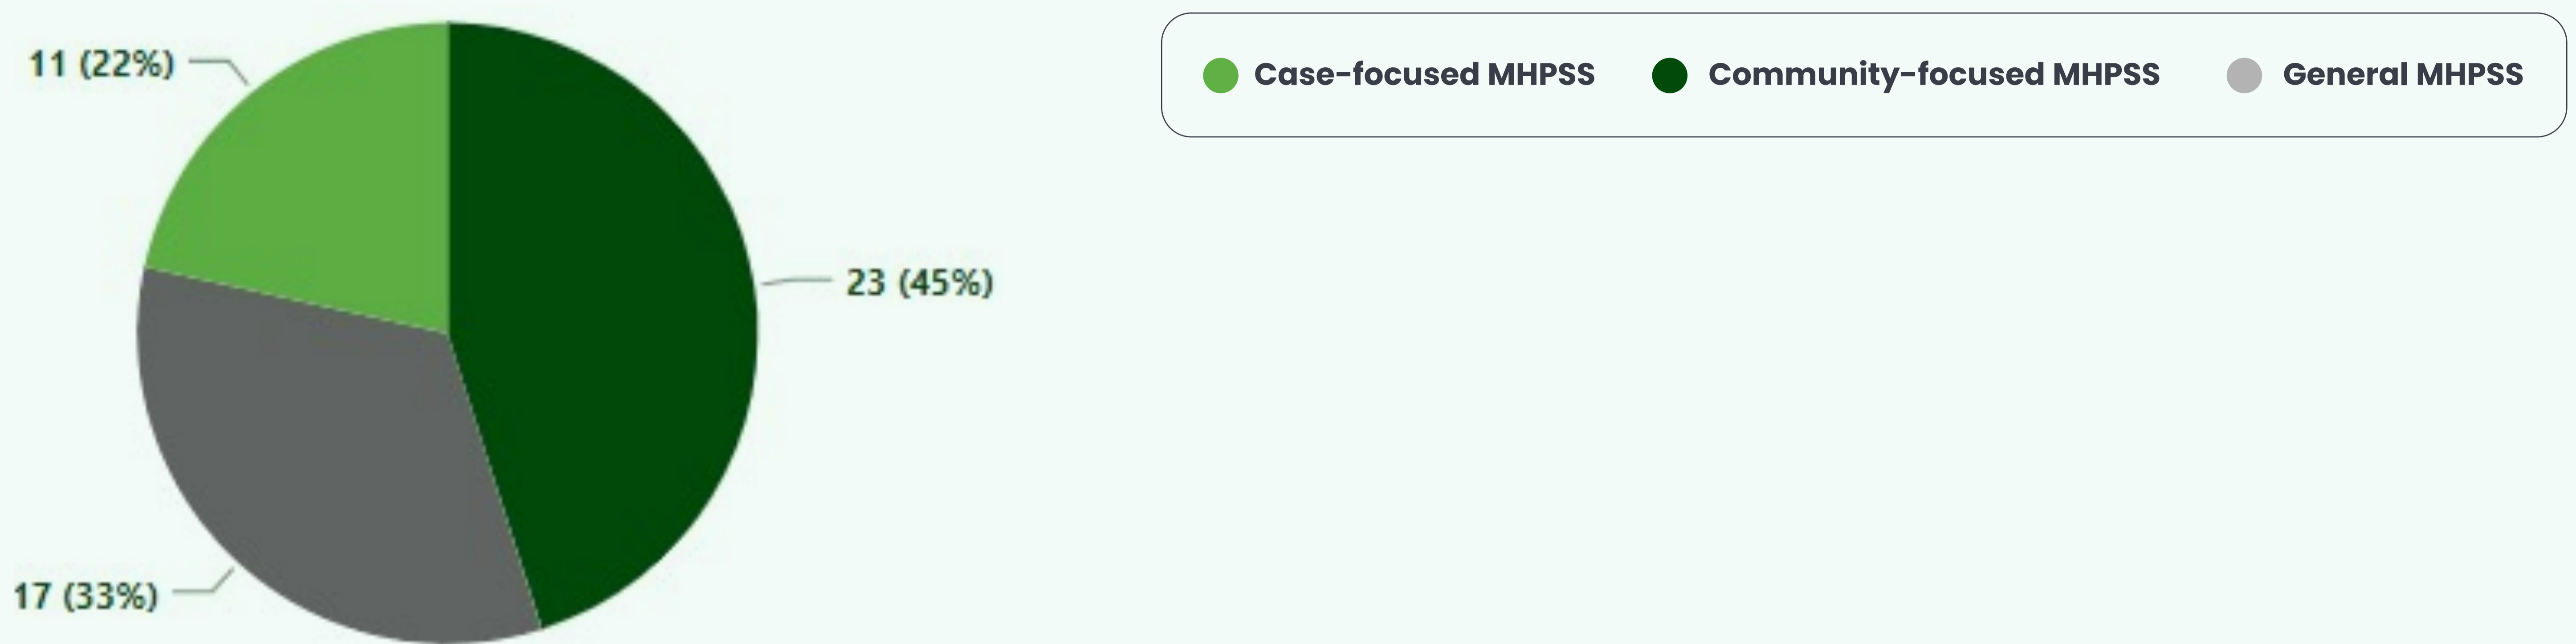 11 (22%)
23 (45%)
17 (33%)
Case-focused MHPSS
Community-focused MHPSS
General MHPSS